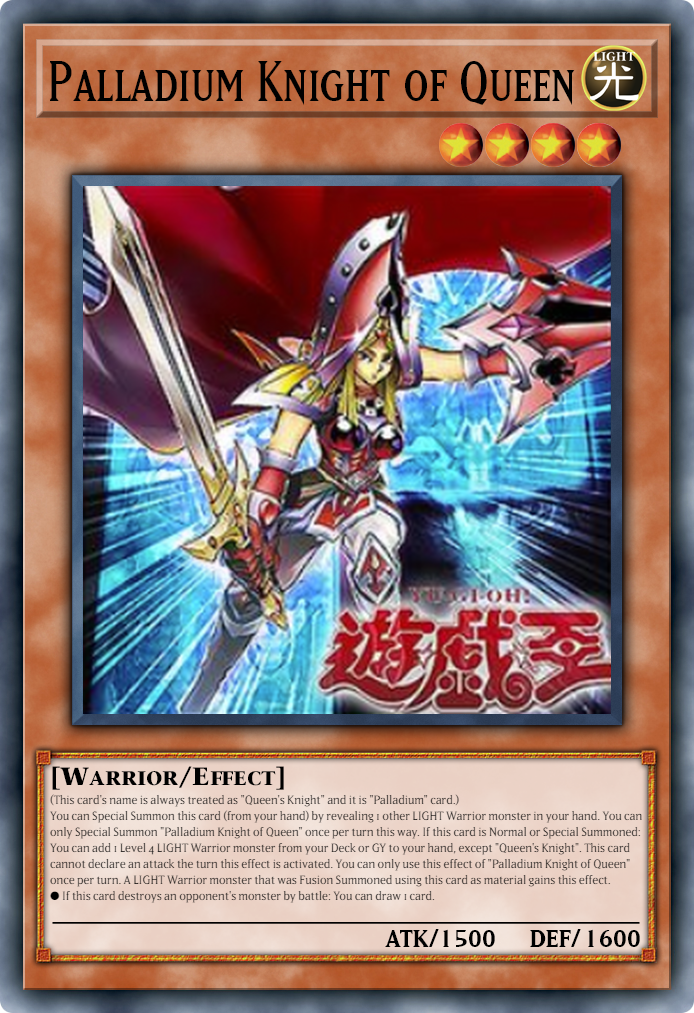 Palladium Knight of Queen
LIGHT
光
YU-GI-OH!
遊戯王
[Warrior/Effect]
(This card's name is always treated as "Queen's Knight" and it is "Palladium" card.)
You can Special Summon this card (from your hand) by revealing 1 other LIGHT Warrior monster in your hand. You can
only Special Summon "Palladium Knight of Queen" once per turn this way. If this card is Normal or Special Summoned:
You can add 1 Level 4 LIGHT Warrior monster from your Deck or GY to your hand, except "Queen's Knight". This card
cannot declare an attack the turn this effect is activated. You can only use this effect of "Palladium Knight of Queen"
once per turn. A LIGHT Warrior monster that was Fusion Summoned using this card as material gains this effect.
● If this card destroys an opponent's monster by battle: You can draw 1 card.
ATK/1500 DEF/1600